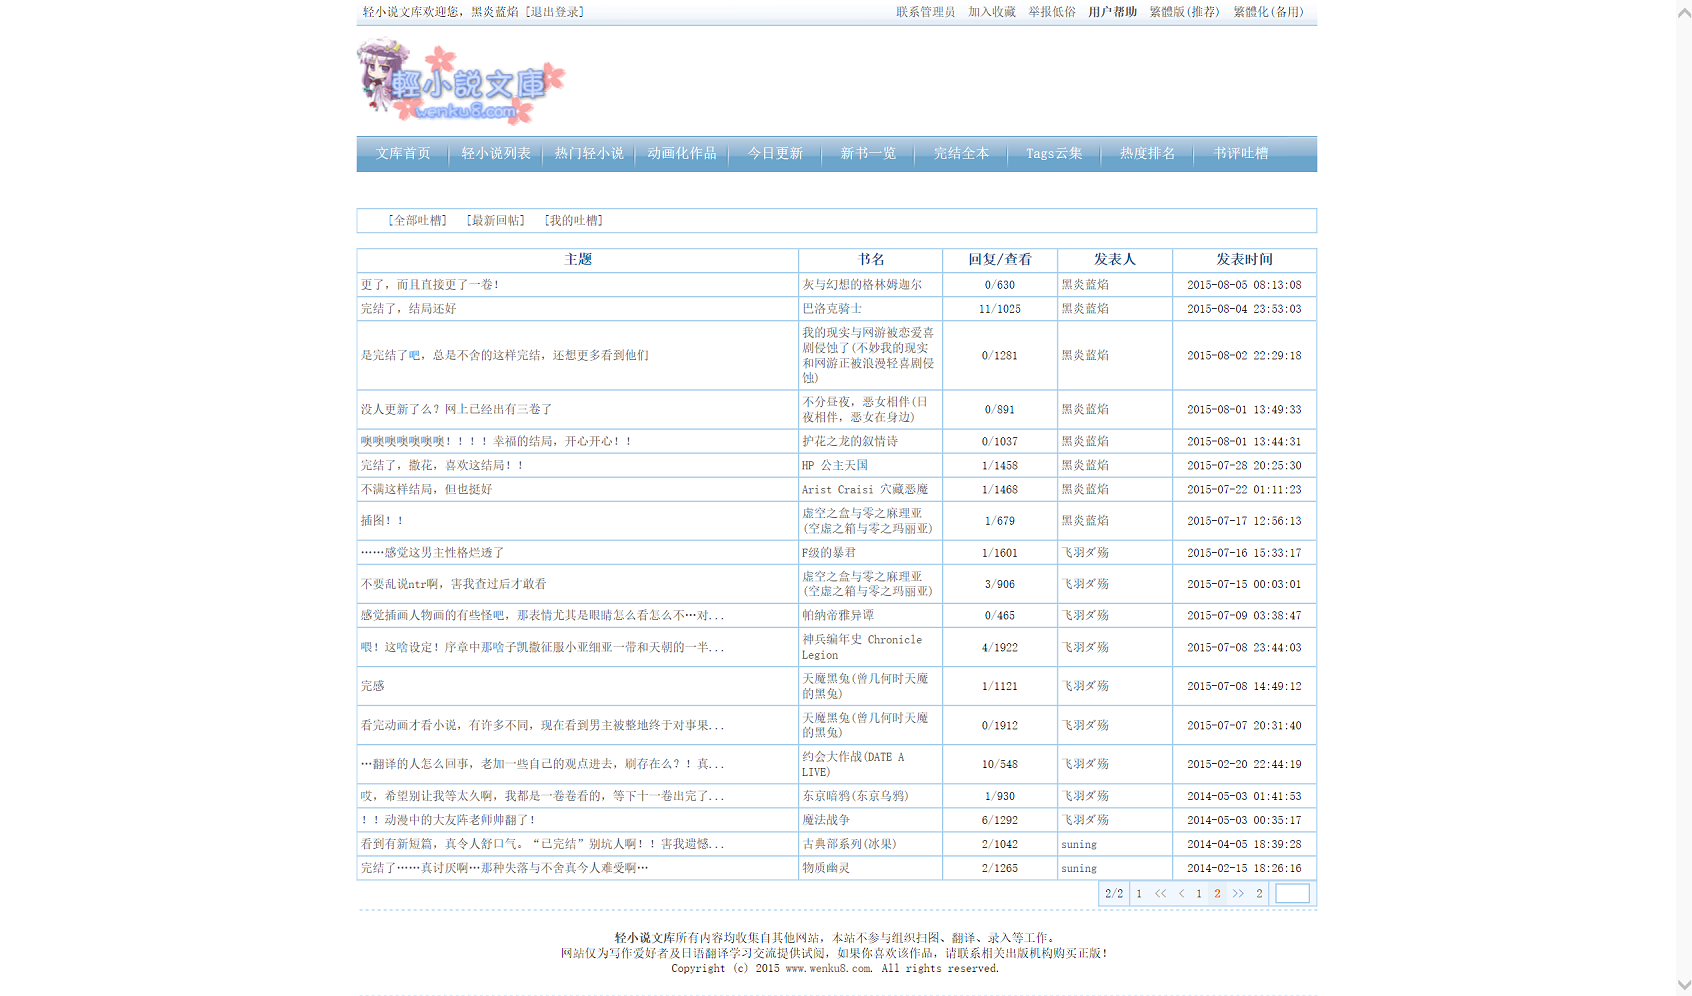 轻小说文库欢迎您，黑炎蓝焰 [退出登录]
联系管理员 加入收藏 举报低俗 用户帮助 繁體版(推荐) 繁體化(备用)
輕小説文庫
wenku8.com
文库首页 轻小说列表 热门轻小说 动画化作品 今日更新 新书一览 完结全本 Tags云集 热度排名 书评吐槽
[全部吐槽] [最新回帖] [我的吐槽]
主题 书名 回复/查看 发表人 发表时间
更了，而且直接更了一卷！ 灰与幻想的格林姆迦尔 0/630 黑炎蓝焰 2015-08-05 08:13:08
完结了，结局还好 巴洛克骑士 11/1025 黑炎蓝焰 2015-08-04 23:53:03
是完结了吧，总是不舍的这样完结，还想更多看到他们 我的现实与网游被恋爱喜
剧侵蚀了(不妙我的现实
和网游正被浪漫轻喜剧侵
蚀) 0/1281 黑炎蓝焰 2015-08-02 22:29:18
没人更新了么？网上已经出有三卷了 不分昼夜，恶女相伴(日
夜相伴，恶女在身边) 0/891 黑炎蓝焰 2015-08-01 13:49:33
噢噢噢噢噢噢噢！！！！幸福的结局，开心开心！！ 护花之龙的叙情诗 0/1037 黑炎蓝焰 2015-08-01 13:44:31
完结了，撒花，喜欢这结局！！ HP 公主天国 1/1458 黑炎蓝焰 2015-07-28 20:25:30
不满这样结局，但也挺好 Arist Craisi 穴藏恶魔 1/1468 黑炎蓝焰 2015-07-22 01:11:23
插图！！ 虚空之盒与零之麻理亚
(空虚之箱与零之玛丽亚) 1/679 黑炎蓝焰 2015-07-17 12:56:13
……感觉这男主性格烂透了 F级的暴君 1/1601 飞羽ダ殇 2015-07-16 15:33:17
不要乱说ntr啊，害我查过后才敢看 虚空之盒与零之麻理亚
(空虚之箱与零之玛丽亚) 3/906 飞羽ダ殇 2015-07-15 00:03:01
感觉插画人物画的有些怪吧，那表情尤其是眼睛怎么看怎么不…对... 帕纳帝雅异谭 0/465 飞羽ダ殇 2015-07-09 03:38:47
喂！这啥设定！序章中那啥子凯撒征服小亚细亚一带和天朝的一半... 神兵编年史 Chronicle
Legion 4/1922 飞羽ダ殇 2015-07-08 23:44:03
完感 天魔黑兔(曾几何时天魔
的黑兔) 1/1121 飞羽ダ殇 2015-07-08 14:49:12
看完动画才看小说，有许多不同，现在看到男主被整地终于对事果... 天魔黑兔(曾几何时天魔
的黑兔) 0/1912 飞羽ダ殇 2015-07-07 20:31:40
…翻译的人怎么回事，老加一些自己的观点进去，刷存在么？！真... 约会大作战(DATE A
LIVE) 10/548 飞羽ダ殇 2015-02-20 22:44:19
哎，希望别让我等太久啊，我都是一卷卷看的，等下十一卷出完了... 东京暗鸦(东京乌鸦) 1/930 飞羽ダ殇 2014-05-03 01:41:53
！！动漫中的大友阵老师帅翻了！ 魔法战争 6/1292 飞羽ダ殇 2014-05-03 00:35:17
看到有新短篇，真令人舒口气。“已完结”别坑人啊！！害我遗憾... 古典部系列(冰果) 2/1042 suning 2014-04-05 18:39:28
完结了……真讨厌啊…那种失落与不舍真令人难受啊… 物质幽灵 2/1265 suning 2014-02-15 18:26:16
2/2 1 << < 1 2 >> 2
轻小说文库所有内容均收集自其他网站，本站不参与组织扫图、翻译、录入等工作。
网站仅为写作爱好者及日语翻译学习交流提供试阅，如果你喜欢该作品，请联系相关出版机构购买正版！
Copyright (c) 2015 www.wenku8.com. All rights reserved.